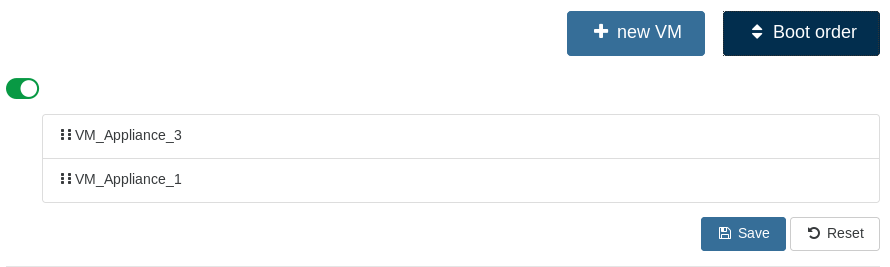 new VM
Boot order
VM_Appliance_3
VM_Appliance_1
Save
Reset